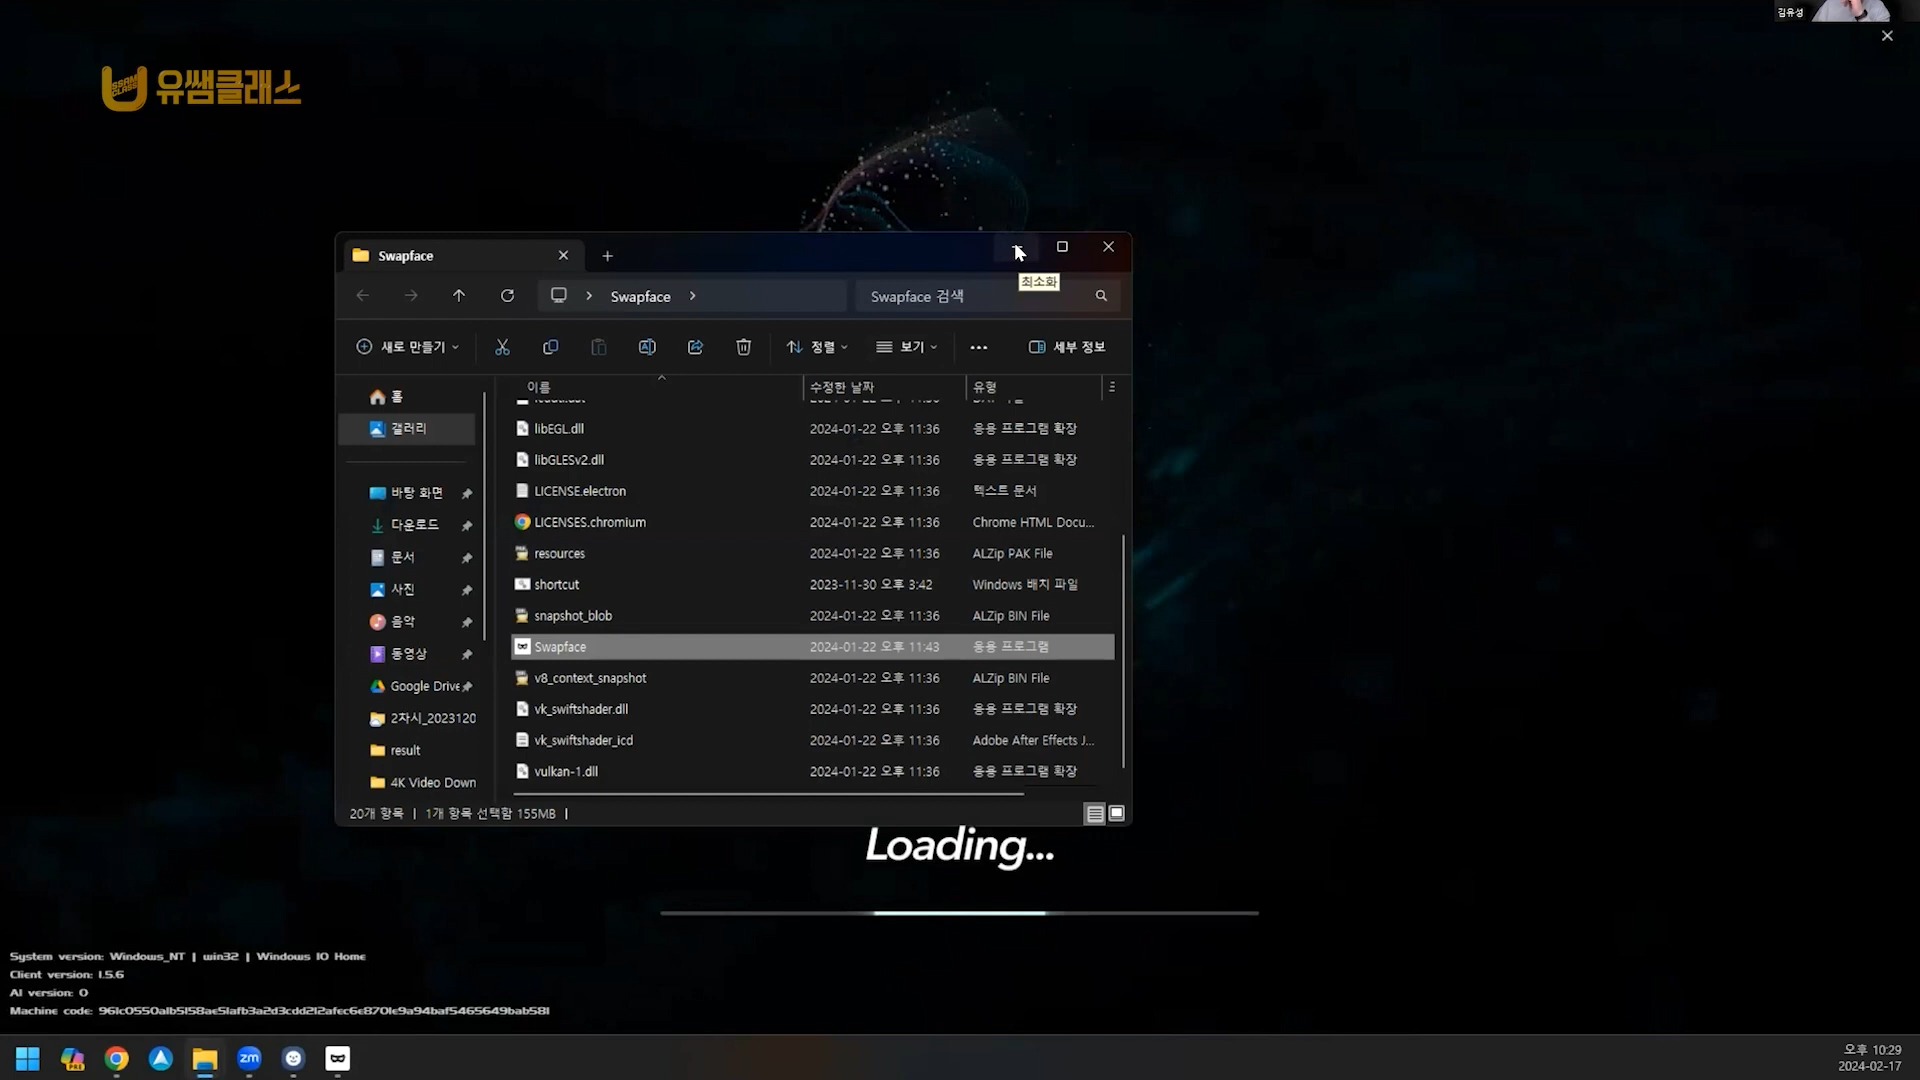 김유성
SSAM CLASS 유쌤클래스
Swapface
Swapface
Swapface 검색
최소화
새로 만들기
정렬
보기
세부 정보
이름 수정한 날짜 유형
홈
갤러리
바탕 화면
다운로드
문서
사진
음악
동영상
Google Drive
2차시_2023120
result
4K Video Down
libEGL.dll 2024-01-22 오후 11:36 응용 프로그램 확장
libGLESv2.dll 2024-01-22 오후 11:36 응용 프로그램 확장
LICENSE.electron 2024-01-22 오후 11:36 텍스트 문서
LICENSES.chromium 2024-01-22 오후 11:36 Chrome HTML Docu...
resources 2024-01-22 오후 11:36 ALZip PAK File
shortcut 2023-11-30 오후 3:42 Windows 배치 파일
snapshot_blob 2024-01-22 오후 11:36 ALZip BIN File
Swapface 2024-01-22 오후 11:43 응용 프로그램
v8_context_snapshot 2024-01-22 오후 11:36 ALZip BIN File
vk_swiftshader.dll 2024-01-22 오후 11:36 응용 프로그램 확장
vk_swiftshader_icd 2024-01-22 오후 11:36 Adobe After Effects J...
vulkan-1.dll 2024-01-22 오후 11:36 응용 프로그램 확장
20개 항목 | 1개 항목 선택함 155MB |
Loading...
System version: Windows_NT | win32 | Windows 10 Home
Client version: 1.5.6
AI version: 0
Machine code:
PRE
zm
오후 10:29
2024-02-17